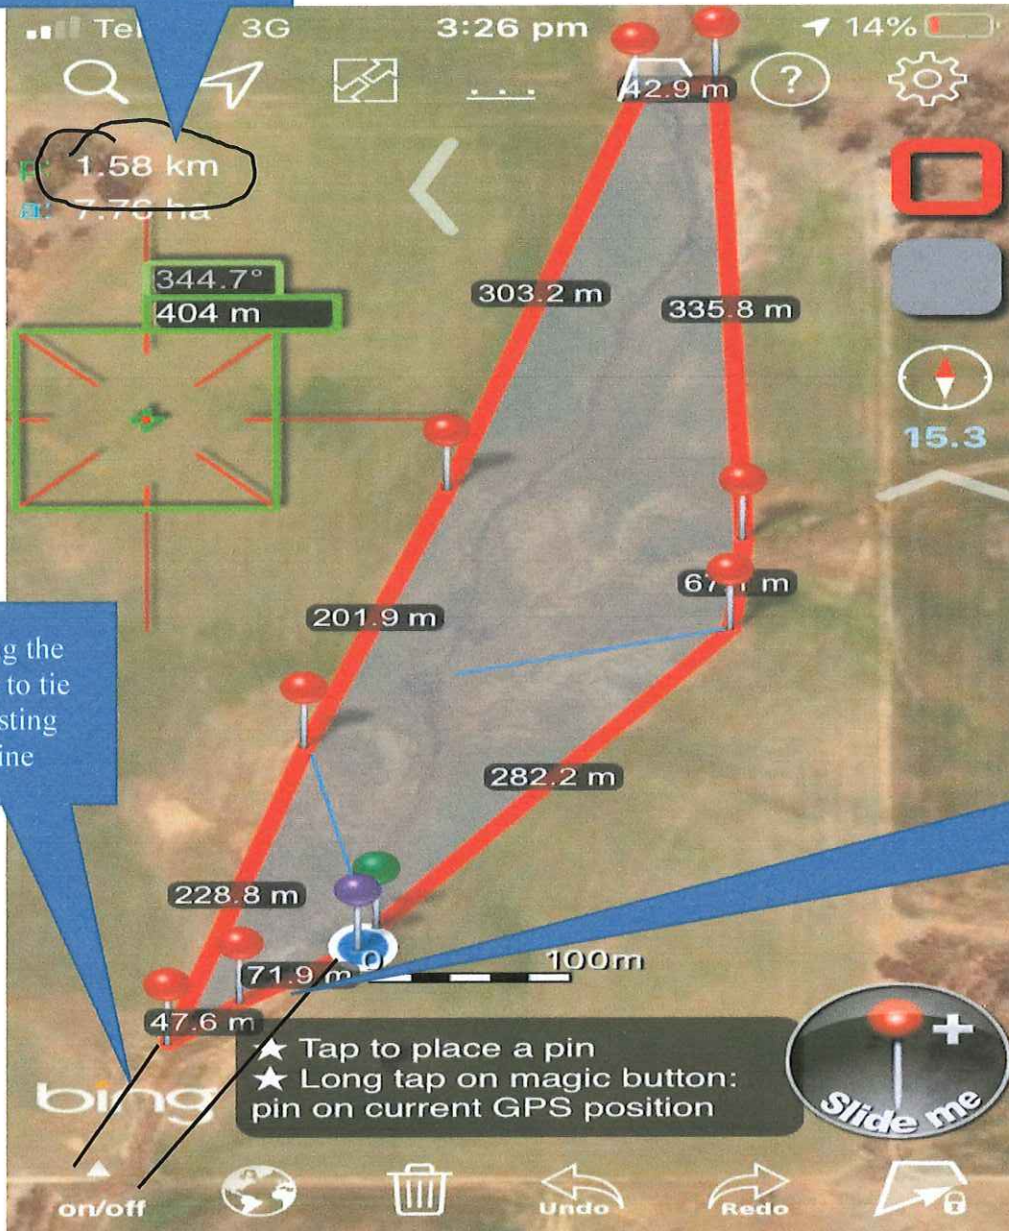 3G
3:26 pm
14%
42.9 m
?
1.58 km
7.76 ha
344.7°
404 m
303.2 m
335.8 m
15.3
201.9 m
g the
to tie
sting
ine
282.2 m
228.8 m
0 100m
71.9 m
47.6 m
★ Tap to place a pin
★ Long tap on magic button:
pin on current GPS position
Slide me
bing
on/off
Undo
Redo